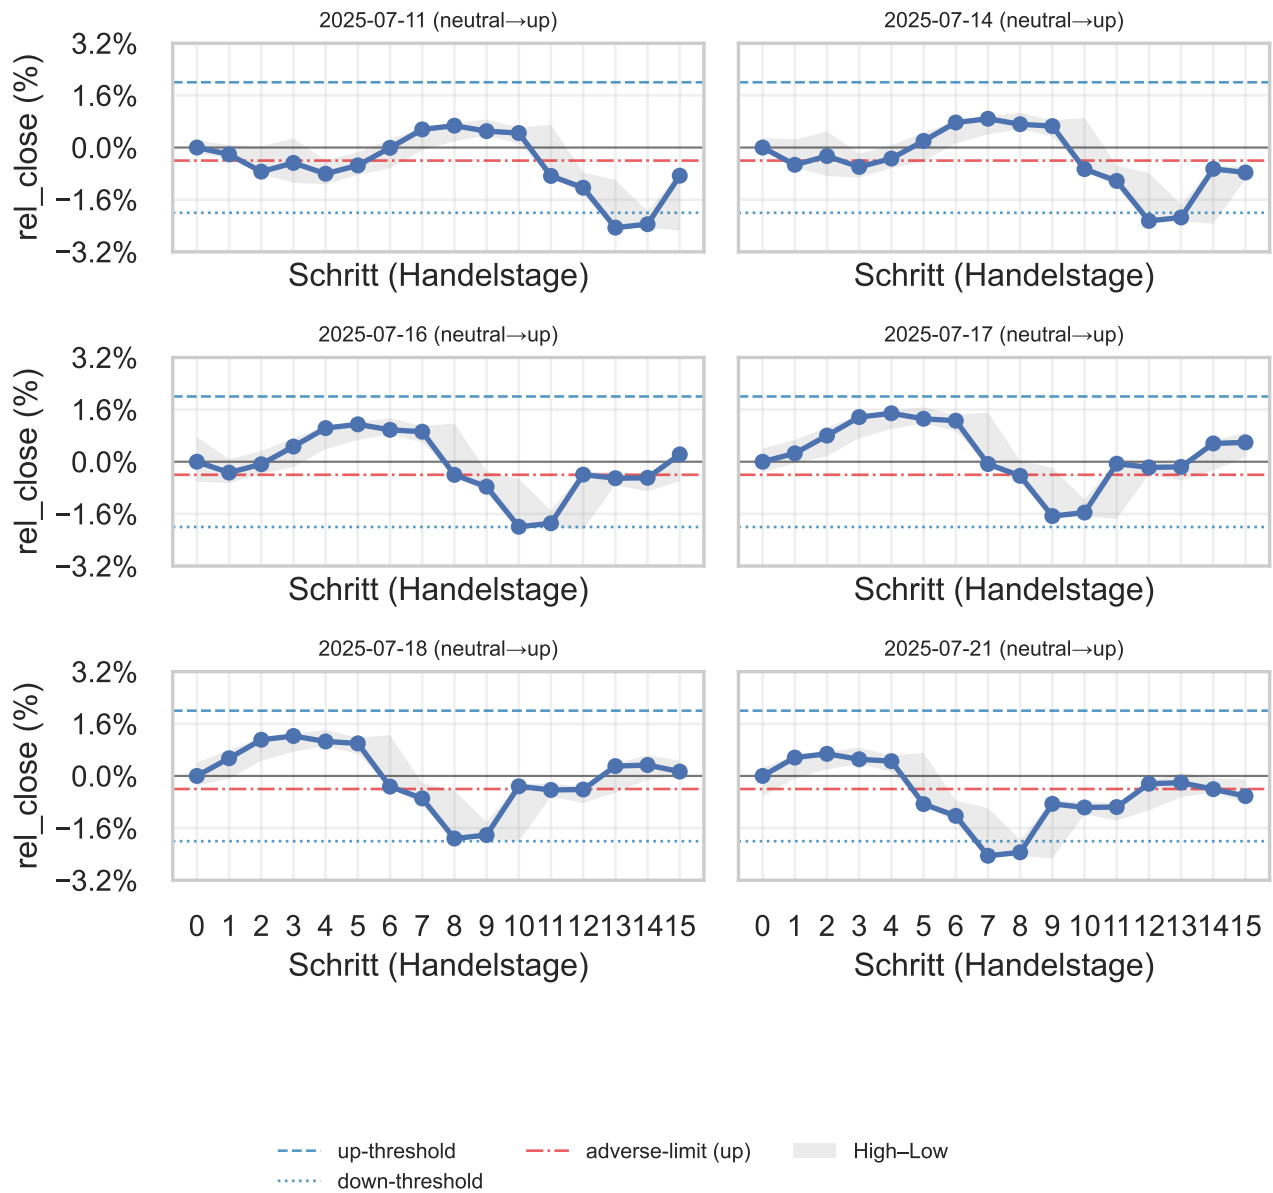 2025-07-11 (neutral→up)
2025-07-14 (neutral→up)
3.2%
1.6%
0.0%
−1.6%
−3.2%
rel_close (%)
Schritt (Handelstage)
Schritt (Handelstage)
2025-07-16 (neutral→up)
2025-07-17 (neutral→up)
3.2%
1.6%
0.0%
−1.6%
−3.2%
rel_close (%)
Schritt (Handelstage)
Schritt (Handelstage)
2025-07-18 (neutral→up)
2025-07-21 (neutral→up)
3.2%
1.6%
0.0%
−1.6%
−3.2%
rel_close (%)
0 1 2 3 4 5 6 7 8 9 10 11 12 13 14 15
0 1 2 3 4 5 6 7 8 9 10 11 12 13 14 15
Schritt (Handelstage)
Schritt (Handelstage)
up-threshold
down-threshold
adverse-limit (up)
High–Low